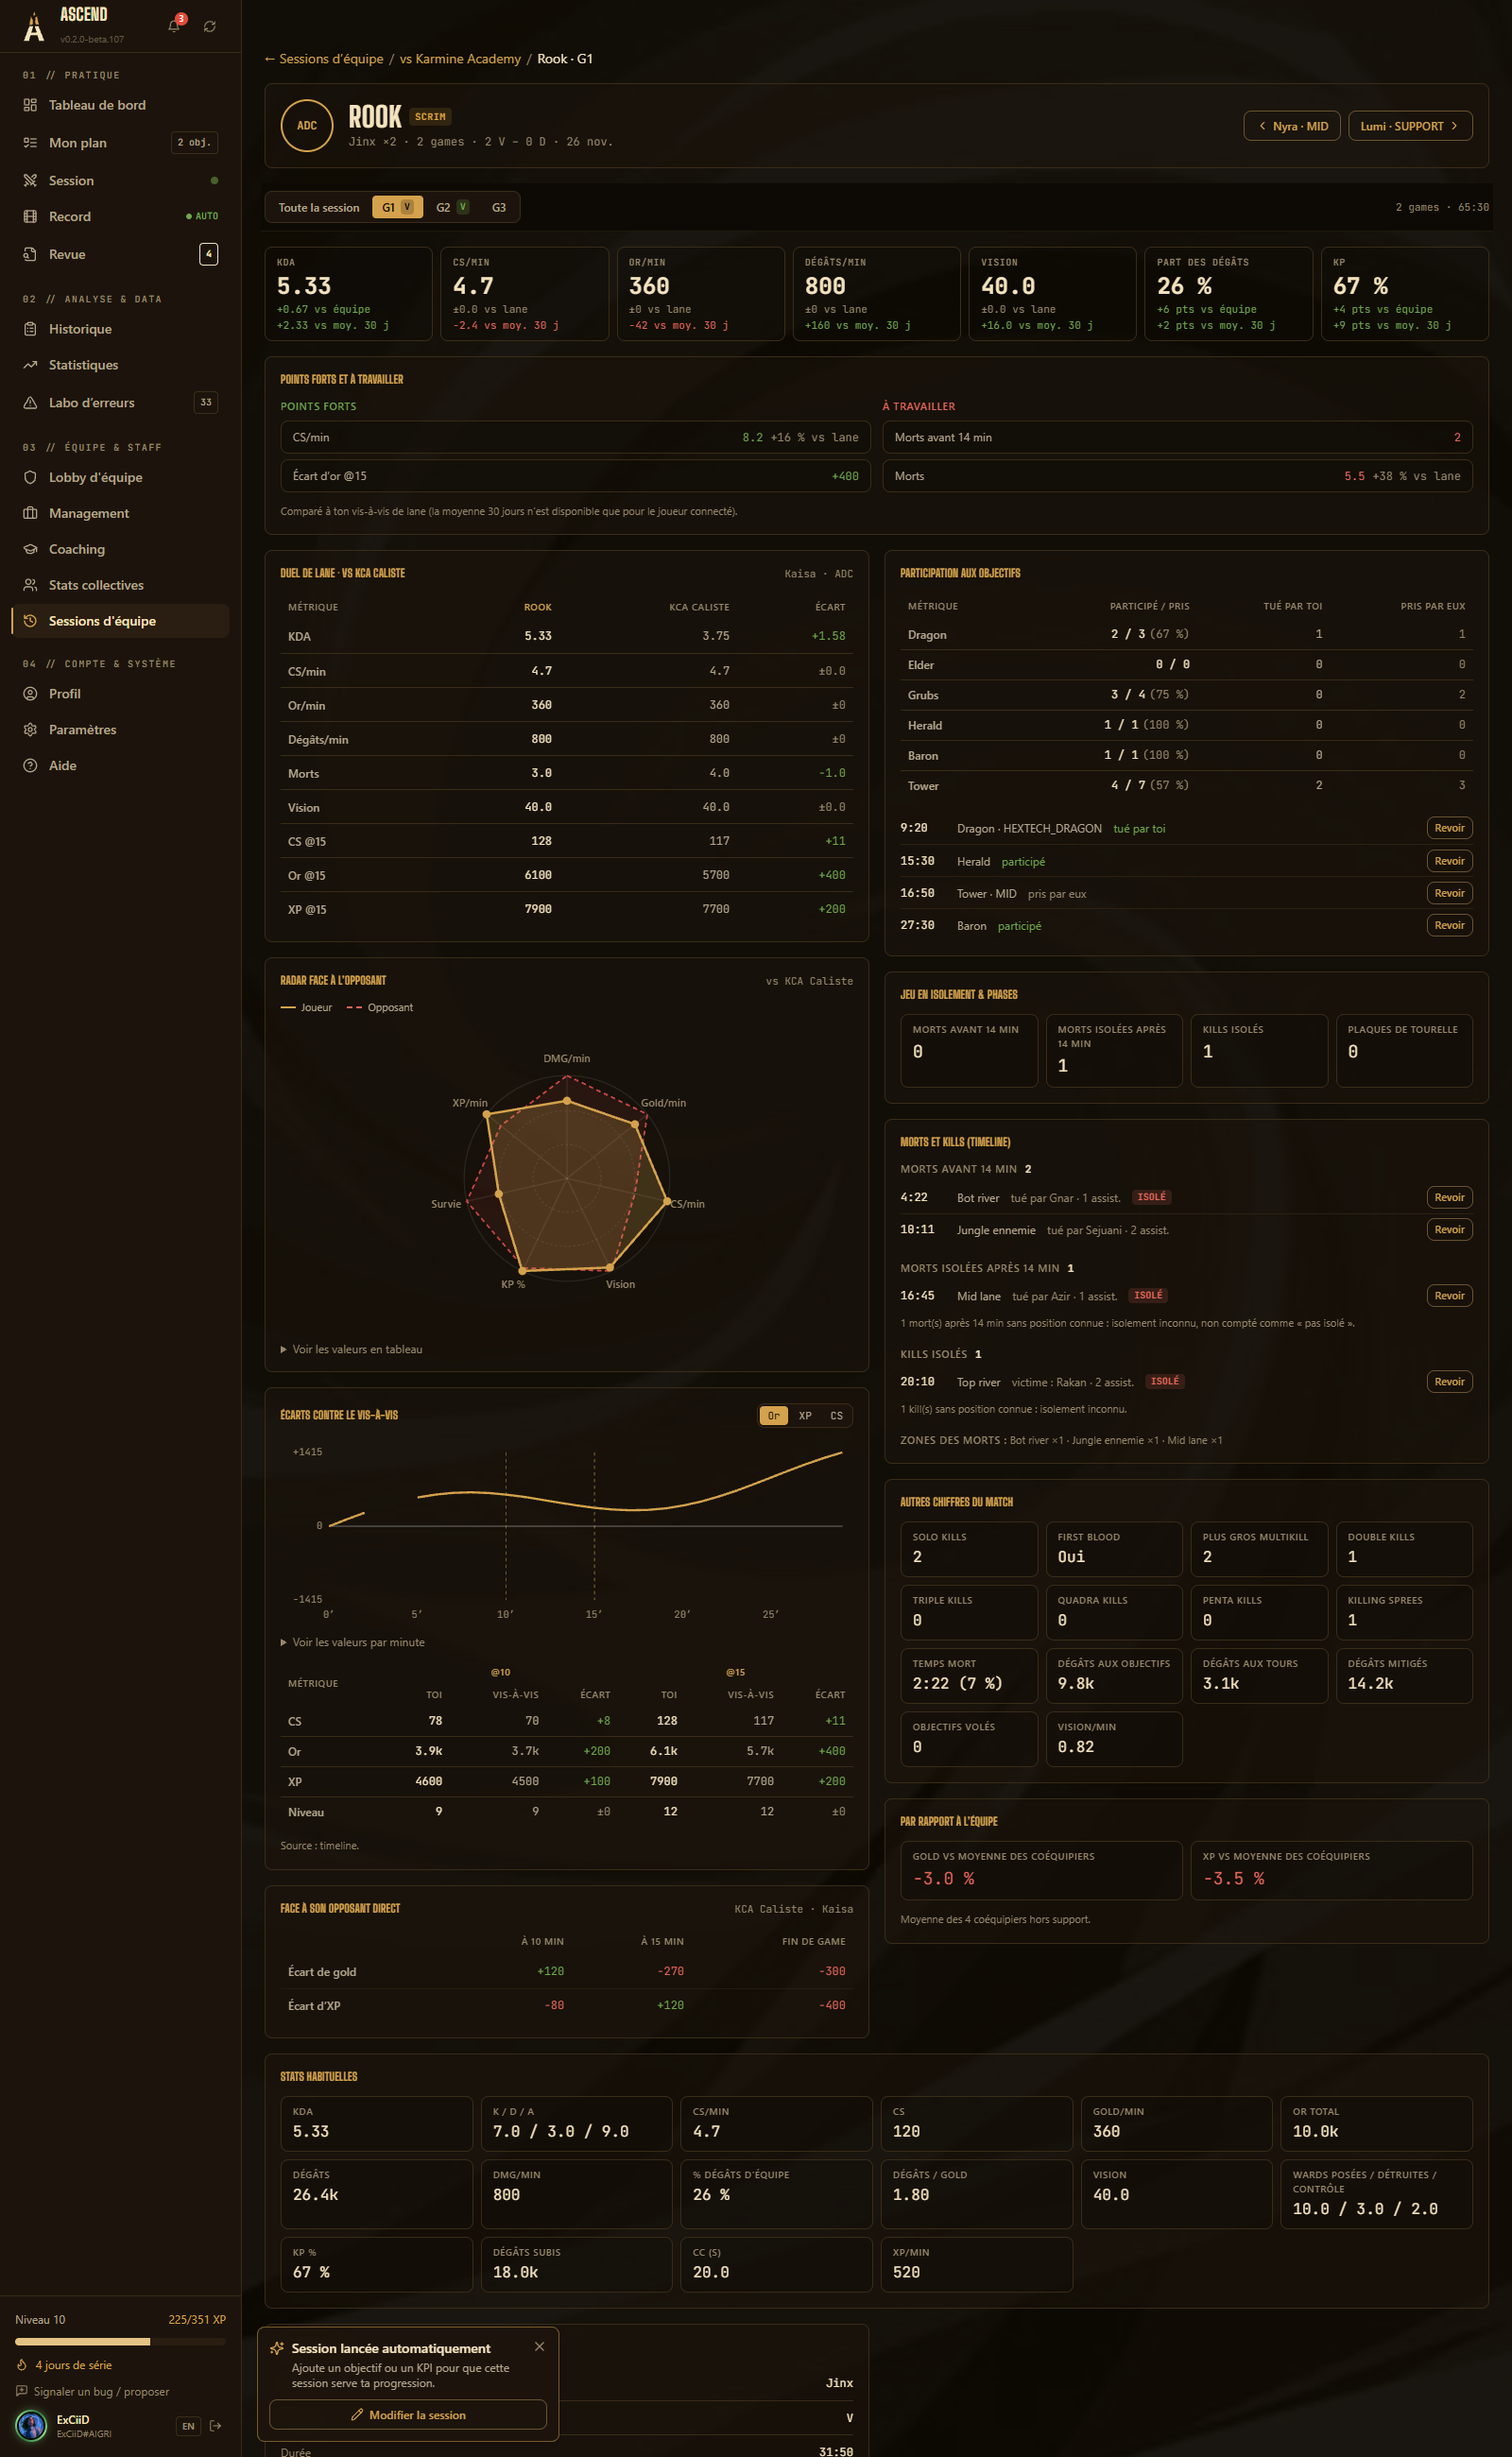 ASCEND
v0.2.0-beta.107
3
01 // PRATIQUE
Tableau de bord
Mon plan 2 obj.
Session
Record AUTO
Revue 4
02 // ANALYSE & DATA
Historique
Statistiques
Labo d'erreurs 33
03 // ÉQUIPE & STAFF
Lobby d'équipe
Management
Coaching
Stats collectives
Sessions d'équipe
04 // COMPTE & SYSTÈME
Profil
Paramètres
Aide
Niveau 10 225/351 XP
4 jours de série
Signaler un bug / proposer
ExCiiD
ExCiiD#AIGRI
EN
← Sessions d'équipe / vs Karmine Academy / Rook · G1
ADC
ROOK SCRIM
Jinx ×2 · 2 games · 2 V – 0 D · 26 nov.
Nyra · MID
Lumi · SUPPORT
Toute la session G1 V G2 V G3
2 games · 65:30
KDA
5.33
+0.67 vs équipe
+2.33 vs moy. 30 j
CS/MIN
4.7
±0.0 vs lane
-2.4 vs moy. 30 j
OR/MIN
360
±0 vs lane
-42 vs moy. 30 j
DÉGÂTS/MIN
800
±0 vs lane
+160 vs moy. 30 j
VISION
40.0
±0.0 vs lane
+16.0 vs moy. 30 j
PART DES DÉGÂTS
26 %
+6 pts vs équipe
+2 pts vs moy. 30 j
KP
67 %
+4 pts vs équipe
+9 pts vs moy. 30 j
POINTS FORTS ET À TRAVAILLER
POINTS FORTS
CS/min 8.2 +16 % vs lane
Écart d'or @15 +400
À TRAVAILLER
Morts avant 14 min 2
Morts 5.5 +38 % vs lane
Comparé à ton vis-à-vis de lane (la moyenne 30 jours n'est disponible que pour le joueur connecté).
DUEL DE LANE · VS KCA CALISTE Kaisa · ADC
MÉTRIQUE ROOK KCA CALISTE ÉCART
KDA 5.33 3.75 +1.58
CS/min 4.7 4.7 ±0.0
Or/min 360 360 ±0
Dégâts/min 800 800 ±0
Morts 3.0 4.0 -1.0
Vision 40.0 40.0 ±0.0
CS @15 128 117 +11
Or @15 6100 5700 +400
XP @15 7900 7700 +200
RADAR FACE À L'OPPOSANT vs KCA Caliste
Joueur Opposant
DMG/min
Gold/min
CS/min
Vision
KP %
Survie
XP/min
Voir les valeurs en tableau
ÉCARTS CONTRE LE VIS-À-VIS Or XP CS
+1415
0
-1415
0′ 5′ 10′ 15′ 20′ 25′
Voir les valeurs par minute
MÉTRIQUE @10 @15
TOI VIS-À-VIS ÉCART TOI VIS-À-VIS ÉCART
CS 78 70 +8 128 117 +11
Or 3.9k 3.7k +200 6.1k 5.7k +400
XP 4600 4500 +100 7900 7700 +200
Niveau 9 9 ±0 12 12 ±0
Source : timeline.
FACE À SON OPPOSANT DIRECT KCA Caliste · Kaisa
À 10 MIN À 15 MIN FIN DE GAME
Écart de gold +120 -270 -300
Écart d'XP -80 +120 -400
PARTICIPATION AUX OBJECTIFS
MÉTRIQUE PARTICIPÉ / PRIS TUÉ PAR TOI PRIS PAR EUX
Dragon 2 / 3 (67 %) 1 1
Elder 0 / 0 0 0
Grubs 3 / 4 (75 %) 0 2
Herald 1 / 1 (100 %) 0 0
Baron 1 / 1 (100 %) 0 0
Tower 4 / 7 (57 %) 2 3
9:20 Dragon · HEXTECH_DRAGON tué par toi Revoir
15:30 Herald participé Revoir
16:50 Tower · MID pris par eux Revoir
27:30 Baron participé Revoir
JEU EN ISOLEMENT & PHASES
MORTS AVANT 14 MIN
0
MORTS ISOLÉES APRÈS 14 MIN
1
KILLS ISOLÉS
1
PLAQUES DE TOURELLE
0
MORTS ET KILLS (TIMELINE)
MORTS AVANT 14 MIN 2
4:22 Bot river tué par Gnar · 1 assist. ISOLÉ Revoir
10:11 Jungle ennemie tué par Sejuani · 2 assist. Revoir
MORTS ISOLÉES APRÈS 14 MIN 1
16:45 Mid lane tué par Azir · 1 assist. ISOLÉ Revoir
1 mort(s) après 14 min sans position connue : isolement inconnu, non compté comme « pas isolé ».
KILLS ISOLÉS 1
20:10 Top river victime : Rakan · 2 assist. ISOLÉ Revoir
1 kill(s) sans position connue : isolement inconnu.
ZONES DES MORTS : Bot river ×1 · Jungle ennemie ×1 · Mid lane ×1
AUTRES CHIFFRES DU MATCH
SOLO KILLS
2
FIRST BLOOD
Oui
PLUS GROS MULTIKILL
2
DOUBLE KILLS
1
TRIPLE KILLS
0
QUADRA KILLS
0
PENTA KILLS
0
KILLING SPREES
1
TEMPS MORT
2:22 (7 %)
DÉGÂTS AUX OBJECTIFS
9.8k
DÉGÂTS AUX TOURS
3.1k
DÉGÂTS MITIGÉS
14.2k
OBJECTIFS VOLÉS
0
VISION/MIN
0.82
PAR RAPPORT À L'ÉQUIPE
GOLD VS MOYENNE DES COÉQUIPIERS
-3.0 %
XP VS MOYENNE DES COÉQUIPIERS
-3.5 %
Moyenne des 4 coéquipiers hors support.
STATS HABITUELLES
KDA
5.33
K / D / A
7.0 / 3.0 / 9.0
CS/MIN
4.7
CS
120
GOLD/MIN
360
OR TOTAL
10.0k
DÉGÂTS
26.4k
DMG/MIN
800
% DÉGÂTS D'ÉQUIPE
26 %
DÉGÂTS / GOLD
1.80
VISION
40.0
WARDS POSÉES / DÉTRUITES / CONTRÔLE
10.0 / 3.0 / 2.0
KP %
67 %
DÉGÂTS SUBIS
18.0k
CC (S)
20.0
XP/MIN
520
Session lancée automatiquement
Ajoute un objectif ou un KPI pour que cette
session serve ta progression.
Modifier la session
Jinx
V
Durée 31:50